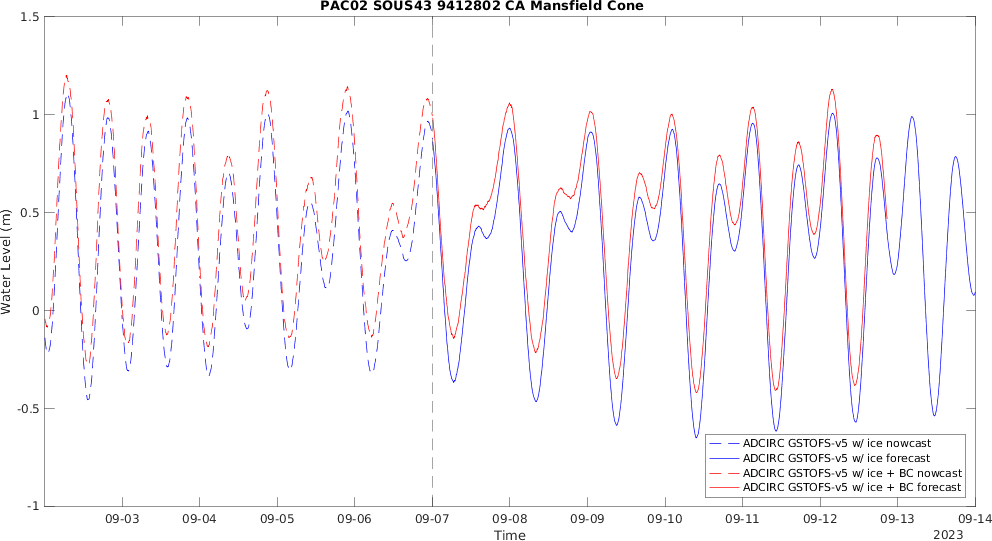 PAC02 SOUS43 9412802 CA Mansfield Cone
1.5
1
0.5
0
-0.5
-1
Water Level (m)
ADCIRC GSTOFS-v5 w/ ice nowcast
ADCIRC GSTOFS-v5 w/ ice forecast
ADCIRC GSTOFS-v5 w/ ice + BC nowcast
ADCIRC GSTOFS-v5 w/ ice + BC forecast
09-03 09-04 09-05 09-06 09-07 09-08 09-09 09-10 09-11 09-12 09-13 09-14
Time
2023